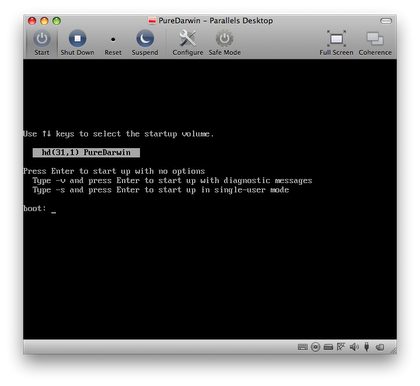 PureDarwin – Parallels Desktop
Start Shut Down Reset Suspend Configure Safe Mode Full Screen Coherence
Use ↑↓ keys to select the startup volume.
hd(31,1) PureDarwin
Press Enter to start up with no options
Type -v and press Enter to start up with diagnostic messages
Type -s and press Enter to start up in single-user mode
boot: _